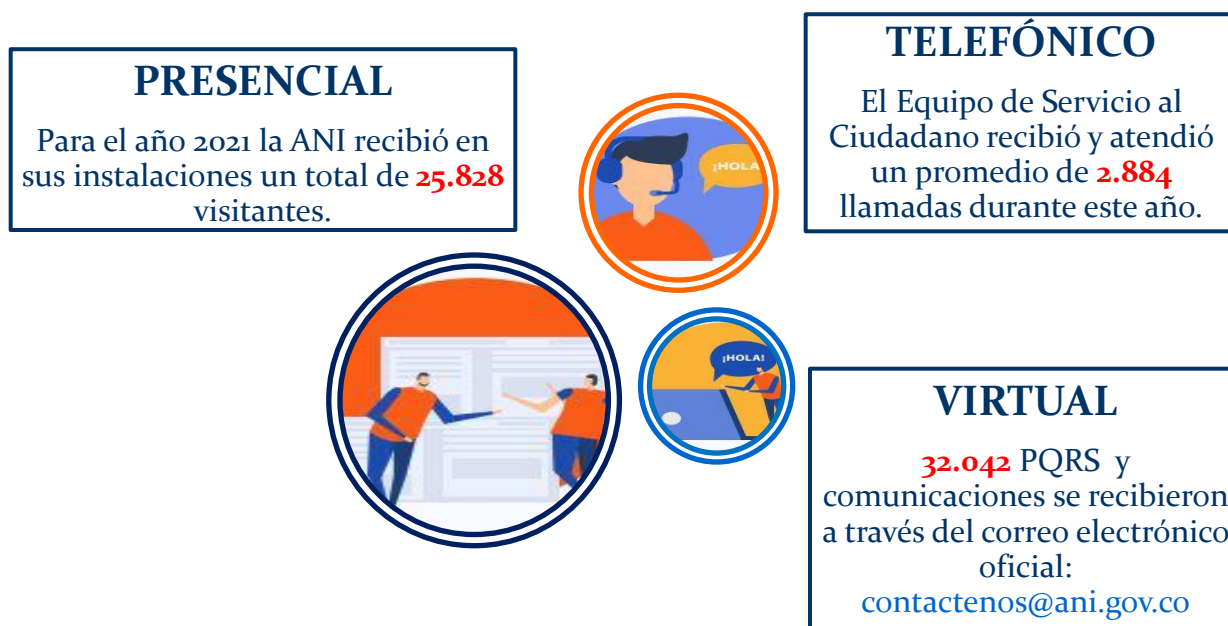 PRESENCIAL
Para el año 2021 la ANI recibió en
sus instalaciones un total de 25.828
visitantes.
TELEFÓNICO
El Equipo de Servicio al
Ciudadano recibió y atendió
un promedio de 2.884
llamadas durante este año.
¡HOLA
¡HOLA!
VIRTUAL
32.042 PQRS y
comunicaciones se recibieron
a través del correo electrónico
oficial:
contactenos@ani.gov.co